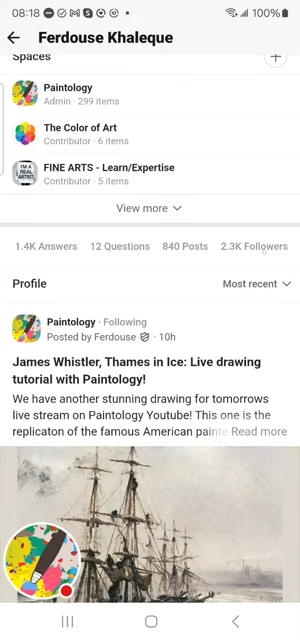 08:18
100%
Ferdouse Khaleque
Spaces
Paintology
Admin · 299 items
The Color of Art
Contributor · 6 items
I'M A
REAL
ARTIST
FINE ARTS - Learn/Expertise
Contributor · 5 items
View more
1.4K Answers 12 Questions 840 Posts 2.3K Followers
Profile Most recent
Paintology · Following
Posted by Ferdouse · 10h
James Whistler, Thames in Ice: Live drawing
tutorial with Paintology!
We have another stunning drawing for tomorrows
live stream on Paintology Youtube! This one is the
replicaton of the famous American painte Read more